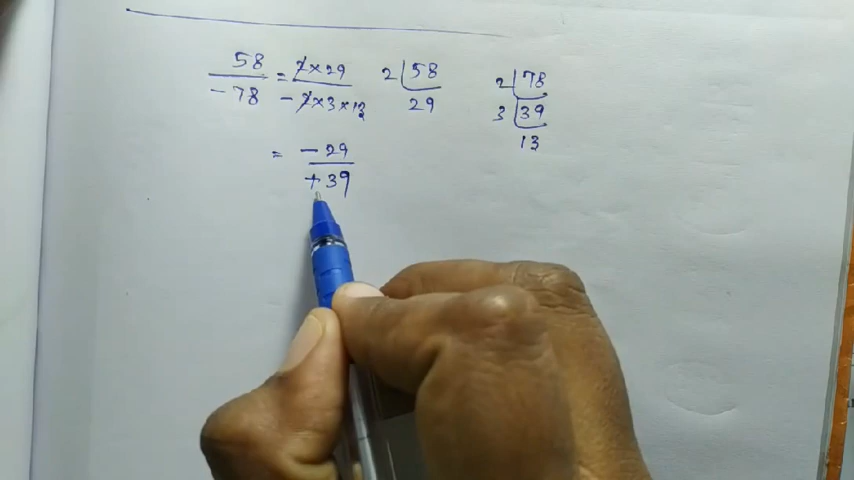 58/-78 = 2×29/-2×3×13
2 | 58
29
2 | 78
3 | 39
13
= -29/+39